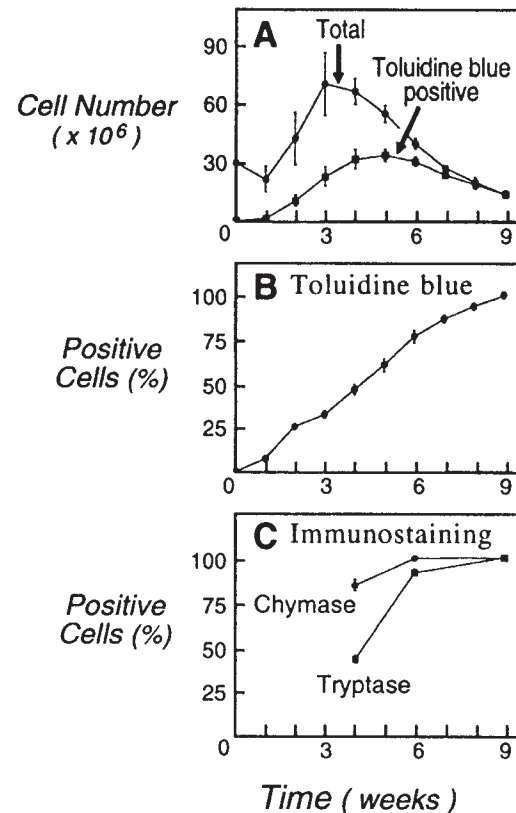 A
Total
Toluidine blue
positive
Cell Number
( x 10⁶ )
90
60
30
0
3
6
9
B Toluidine blue
Positive
Cells (%)
100
75
50
25
0
3
6
9
C Immunostaining
Positive
Cells (%)
100
75
50
25
Chymase
Tryptase
0
3
6
9
Time ( weeks )